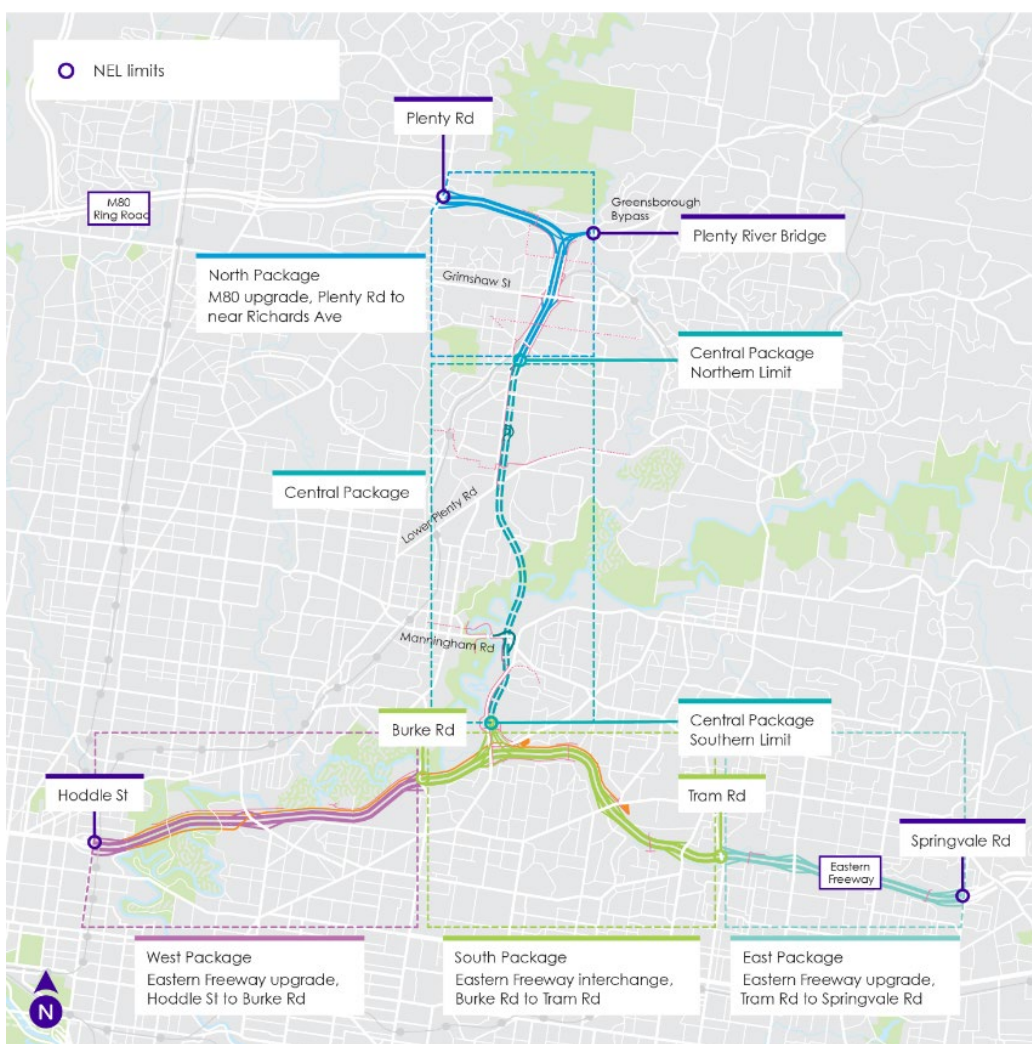 NEL limits
Plenty Rd
M80
Ring Road
Greensborough
Bypass
Plenty River Bridge
North Package
M80 upgrade, Plenty Rd to
near Richards Ave
Grimshaw St
Central Package
Northern Limit
Central Package
Lower Plenty Rd
Manningham Rd
Burke Rd
Central Package
Southern Limit
Hoddle St
Tram Rd
Springvale Rd
Eastern
Freeway
West Package
Eastern Freeway upgrade,
Hoddle St to Burke Rd
South Package
Eastern Freeway interchange,
Burke Rd to Tram Rd
East Package
Eastern Freeway upgrade,
Tram Rd to Springvale Rd
N